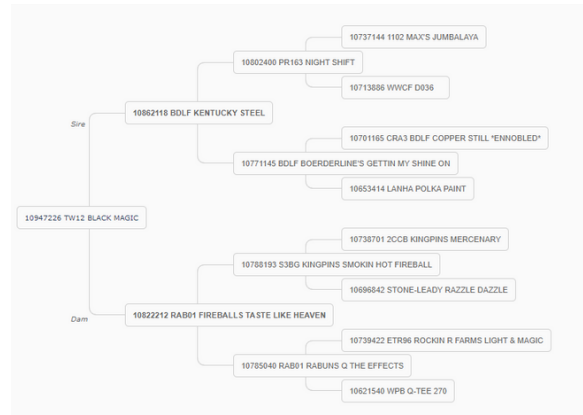 10737144 1102 MAX'S JUMBALAYA
10802400 PR163 NIGHT SHIFT
10713886 WWCF D036
10862118 BDLF KENTUCKY STEEL
Sire
10701165 CRA3 BDLF COPPER STILL *ENNOBLED*
10771145 BDLF BOERDERLINE'S GETTIN MY SHINE ON
10653414 LANHA POLKA PAINT
10947226 TW12 BLACK MAGIC
10738701 2CCB KINGPINS MERCENARY
10788193 S3BG KINGPINS SMOKIN HOT FIREBALL
10696842 STONE-LEADY RAZZLE DAZZLE
Dam
10822212 RAB01 FIREBALLS TASTE LIKE HEAVEN
10739422 ETR96 ROCKIN R FARMS LIGHT & MAGIC
10785040 RAB01 RABUNS Q THE EFFECTS
10621540 WPB Q-TEE 270